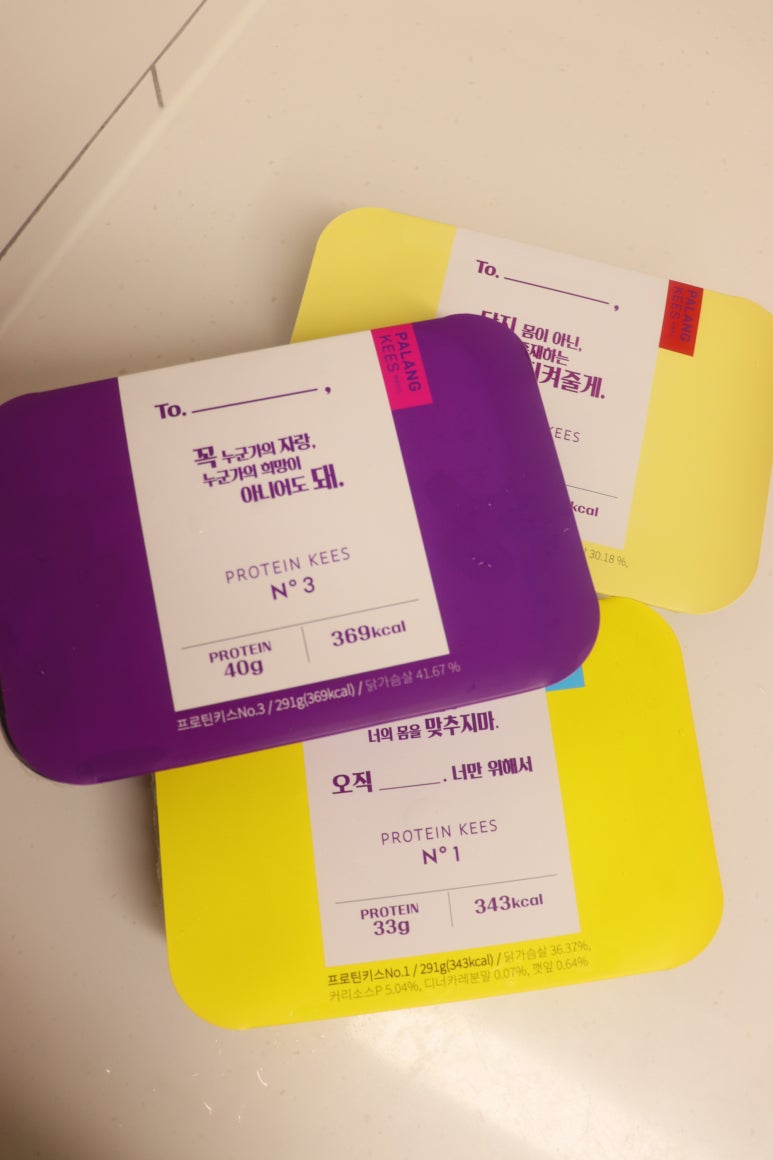 To. ________,
PALANG
KEES
몸이 아닌,
KEES
kcal
30.18 %,
To. ________,
PALANG
KEES
꼭 누군가의 자랑,
누군가의 희망이
아니어도 돼.
PROTEIN KEES
N° 3
PROTEIN
40g
369kcal
프로틴키스No.3 / 291g(369kcal) / 닭가슴살 41.67 %
너의 몸을 맞추지마.
오직 ______. 너만 위해서
PROTEIN KEES
N° 1
PROTEIN
33g
343kcal
프로틴키스No.1 / 291g(343kcal) / 닭가슴살 36.37%,
커리소스P 5.04%, 디너카레분말 0.07%, 깻잎 0.64%